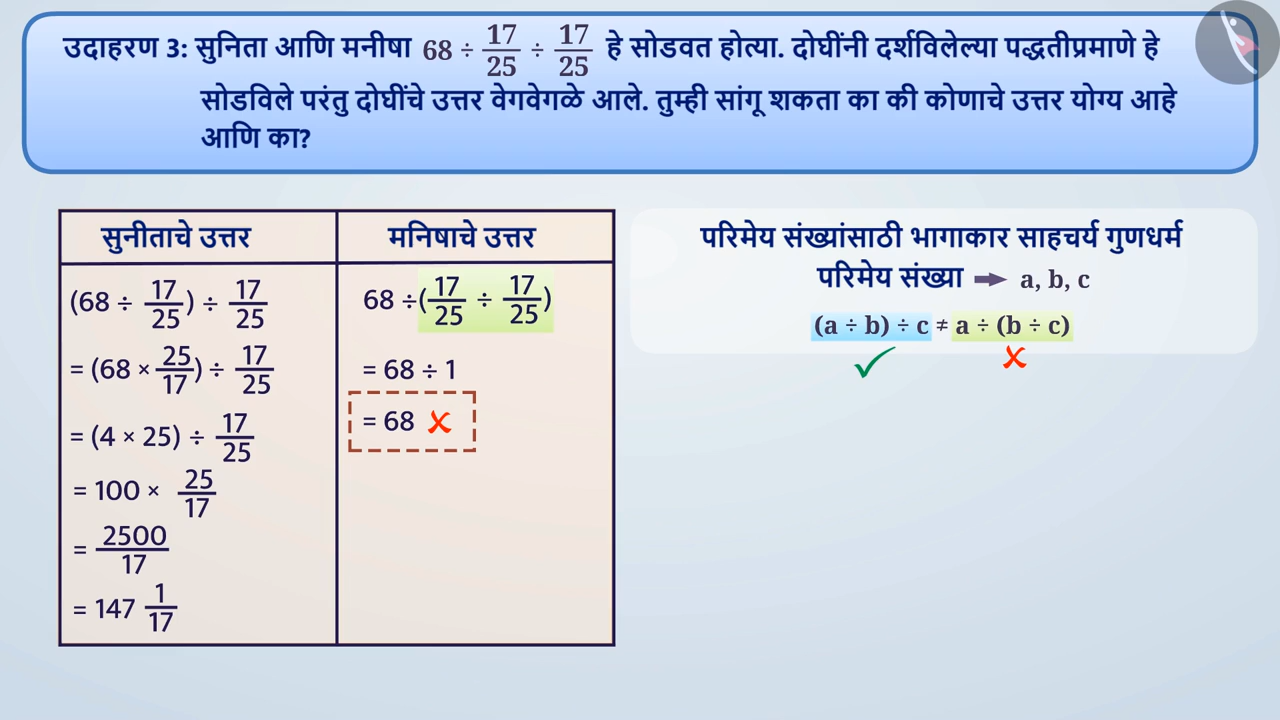 उदाहरण 3: सुनिता आणि मनीषा 68 ÷ 17/25 ÷ 17/25 हे सोडवत होत्या. दोघींनी दर्शविलेल्या पद्धतीप्रमाणे हे
सोडविले परंतु दोघींचे उत्तर वेगवेगळे आले. तुम्ही सांगू शकता का की कोणाचे उत्तर योग्य आहे
आणि का?
सुनीताचे उत्तर
(68 ÷ 17/25) ÷ 17/25
= (68 × 25/17) ÷ 17/25
= (4 × 25) ÷ 17/25
= 100 × 25/17
= 2500/17
= 147 1/17
मनिषाचे उत्तर
68 ÷ (17/25 ÷ 17/25)
= 68 ÷ 1
= 68 ✗
परिमेय संख्यांसाठी भागाकार साहचर्य गुणधर्म
परिमेय संख्या → a, b, c
(a ÷ b) ÷ c ≠ a ÷ (b ÷ c)
✓ ✗